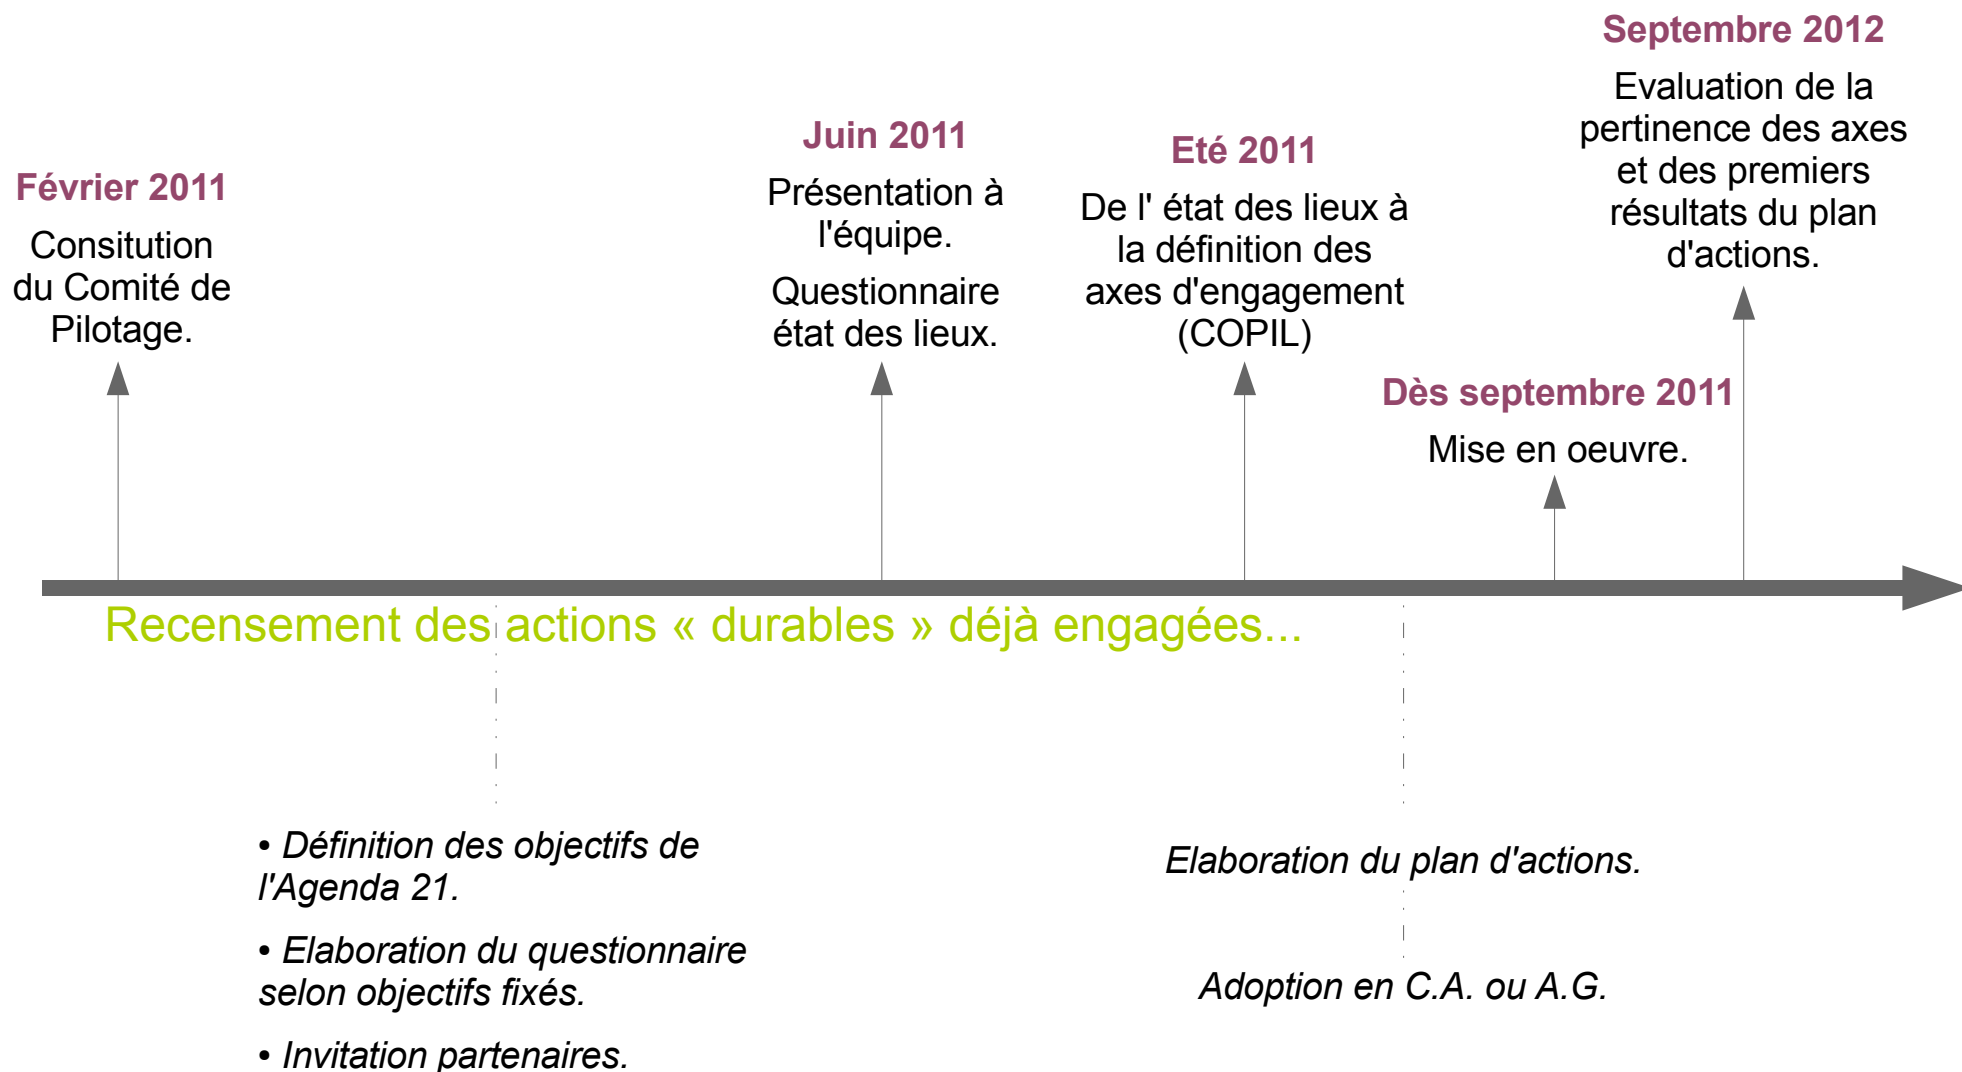 Février 2011
Consitution
du Comité de
Pilotage.
Juin 2011
Présentation à
l'équipe.
Questionnaire
état des lieux.
Eté 2011
De l' état des lieux à
la définition des
axes d'engagement
(COPIL)
Dès septembre 2011
Mise en oeuvre.
Septembre 2012
Evaluation de la
pertinence des axes
et des premiers
résultats du plan
d'actions.
Recensement des actions « durables » déjà engagées...
• Définition des objectifs de
l'Agenda 21.
• Elaboration du questionnaire
selon objectifs fixés.
• Invitation partenaires.
Elaboration du plan d'actions.
Adoption en C.A. ou A.G.